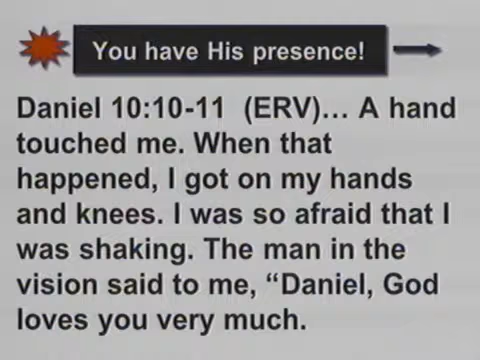 You have His presence!
Daniel 10:10-11  (ERV)… A hand
touched me. When that
happened, I got on my hands
and knees. I was so afraid that I
was shaking. The man in the
vision said to me, “Daniel, God
loves you very much.